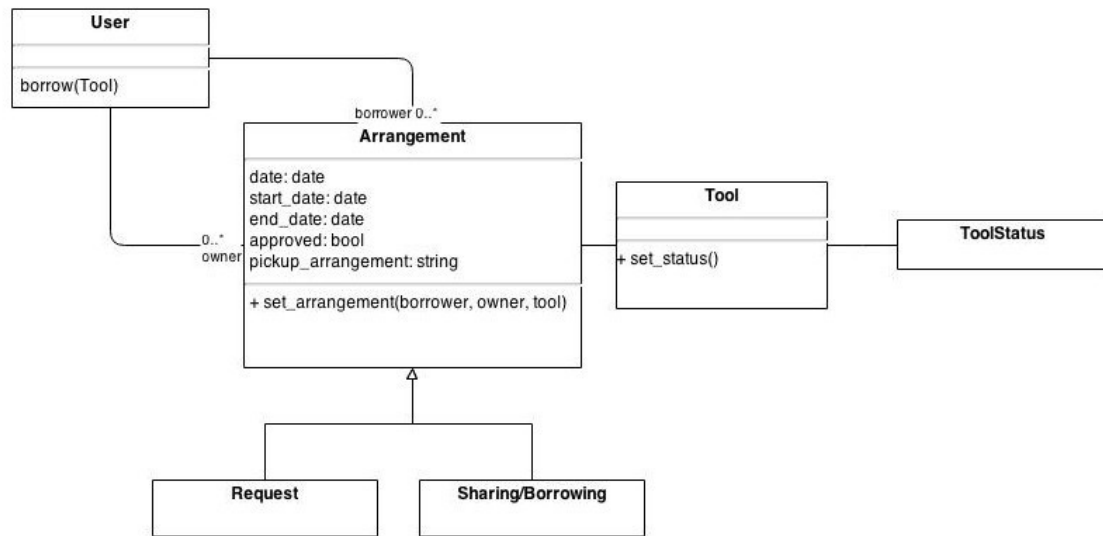 User
borrow(Tool)
borrower 0..*
Arrangement
date: date
start_date: date
end_date: date
approved: bool
pickup_arrangement: string
+ set_arrangement(borrower, owner, tool)
0..*
owner
Tool
+ set_status()
ToolStatus
Request
Sharing/Borrowing